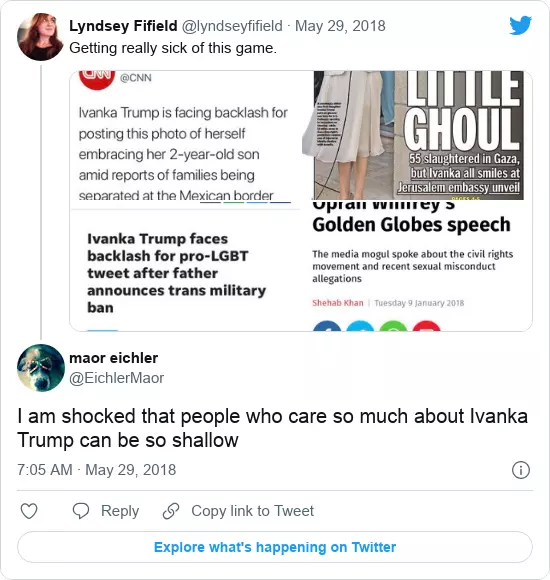 Lyndsey Fifield @lyndseyfifield · May 29, 2018
Getting really sick of this game.
CNN
@CNN
Ivanka Trump is facing backlash for
posting this photo of herself
embracing her 2-year-old son
amid reports of families being
separated at the Mexican border
LITTLE
GHOUL
55 slaughtered in Gaza,
but Ivanka all smiles at
Jerusalem embassy unveil
Ivanka Trump faces
backlash for pro-LGBT
tweet after father
announces trans military
ban
Oprah Winfrey's
Golden Globes speech
The media mogul spoke about the civil rights
movement and recent sexual misconduct
allegations
Shehab Khan | Tuesday 9 January 2018
maor eichler
@EichlerMaor
I am shocked that people who care so much about Ivanka
Trump can be so shallow
7:05 AM · May 29, 2018
Reply
Copy link to Tweet
Explore what's happening on Twitter